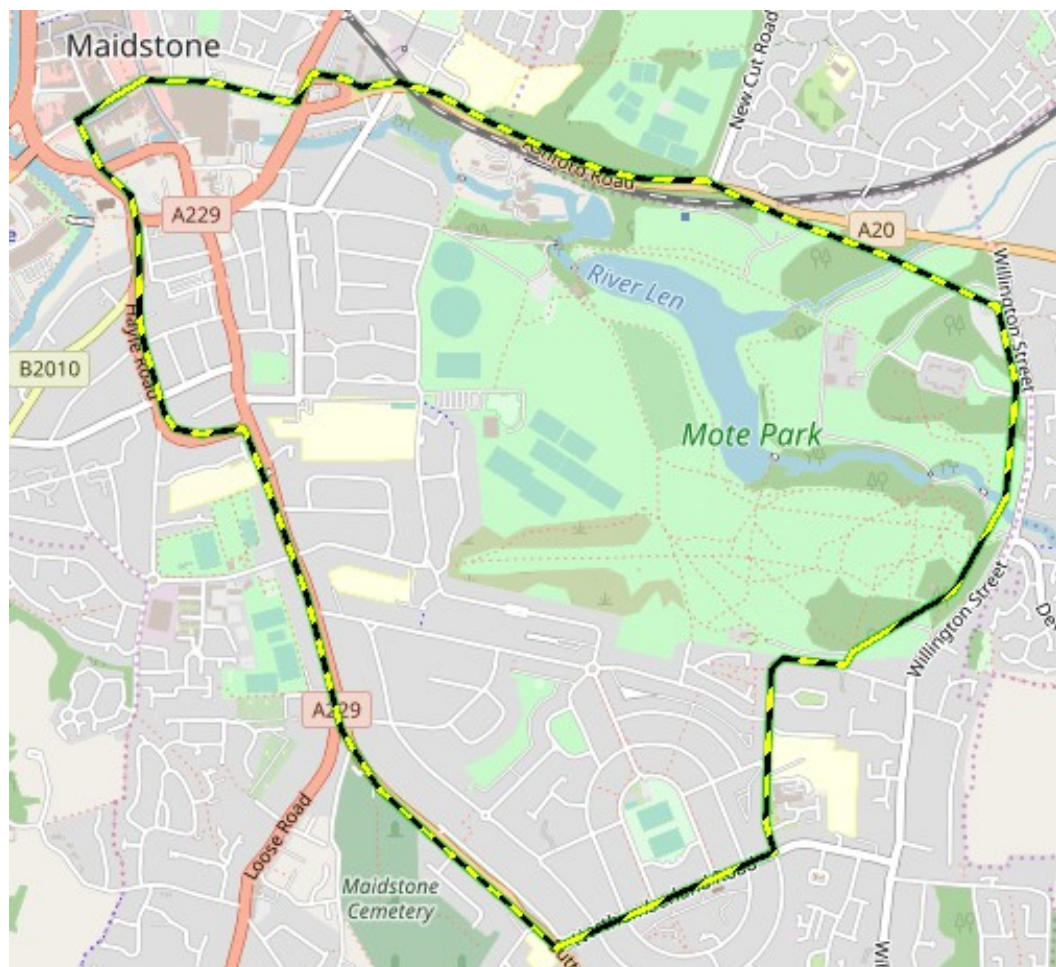 Maidstone
New Cut Road
Ashford Road
A229
A20
River Len
Willington Street
Hayle Road
B2010
Mote Park
Willington Street
A229
Loose Road
Maidstone
Cemetery
Road